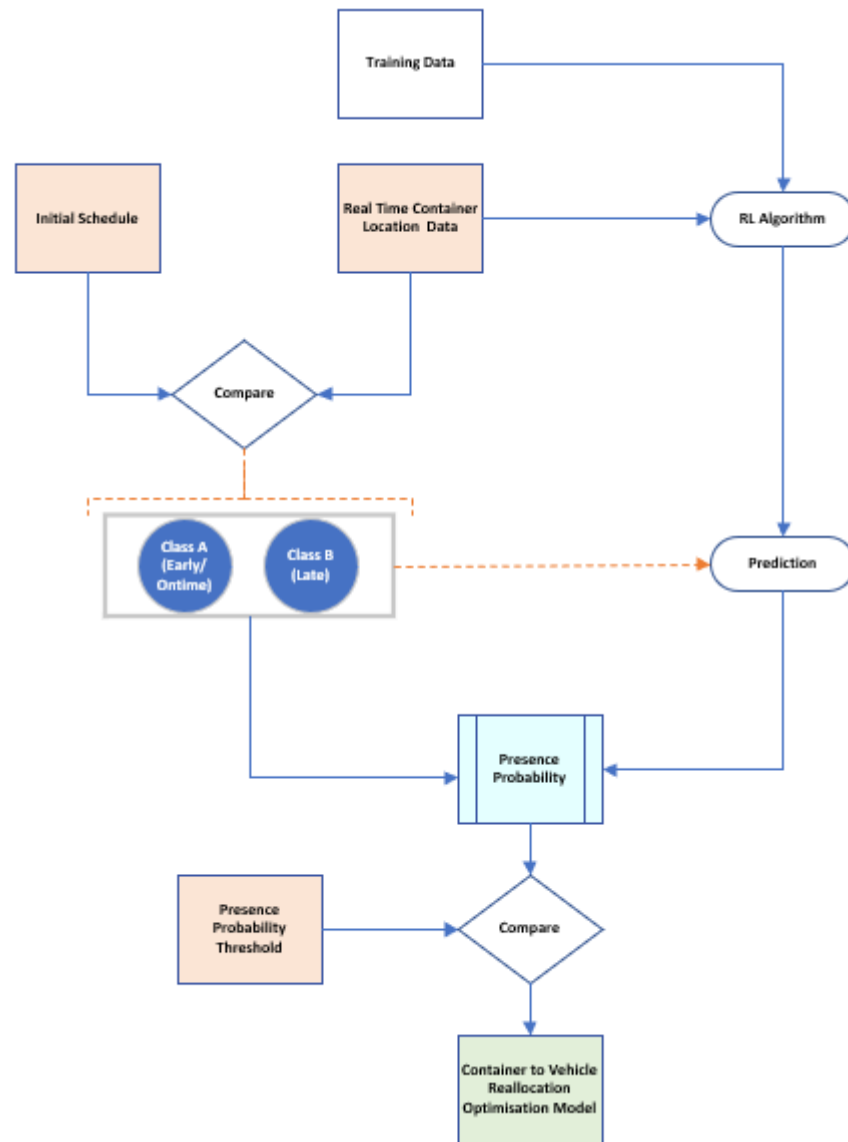 Training Data
Initial Schedule
Real Time Container
Location Data
RL Algorithm
Compare
Class A
(Early/
Ontime)
Class B
(Late)
Prediction
Presence
Probability
Presence
Probability
Threshold
Compare
Container to Vehicle
Reallocation
Optimisation Model